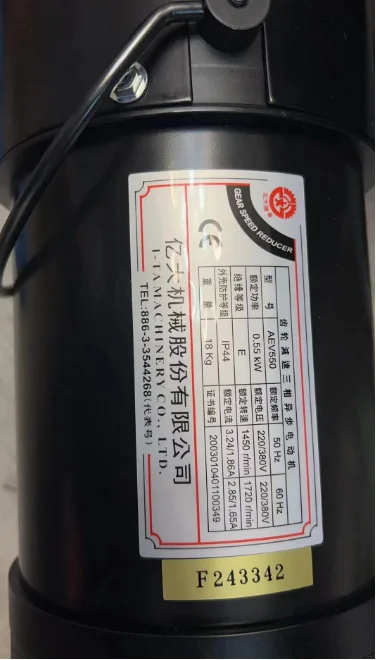 GEAR SPEED REDUCER
齿轮减速三相异步电动机
型 号 AEV550 额定频率 50 Hz 60 Hz
额定功率 0.55 kW 额定电压 220/380V 220/380V
绝缘等级 E 额定转速 1450 r/min 1720 r/min
外壳防护等级 IP44 额定电流 3.24/1.86A 2.85/1.65A
重 量 18 Kg 证书编号 2003010401100349
CE
亿大机械股份有限公司
I-TA MACHINERY CO., LTD.
TEL:886-3-3544268(代表号)
F243342